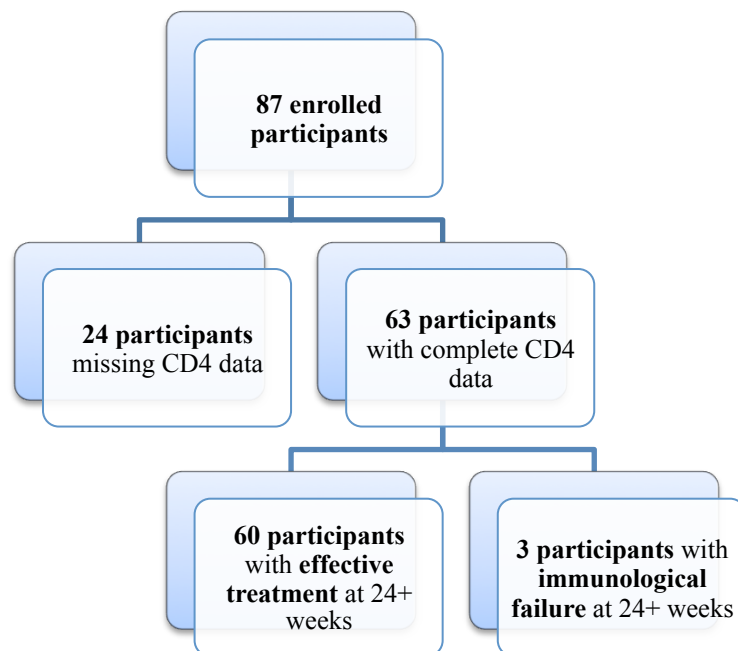 87 enrolled
participants
24 participants
missing CD4 data
63 participants
with complete CD4
data
60 participants
with effective
treatment at 24+
weeks
3 participants with
immunological
failure at 24+ weeks